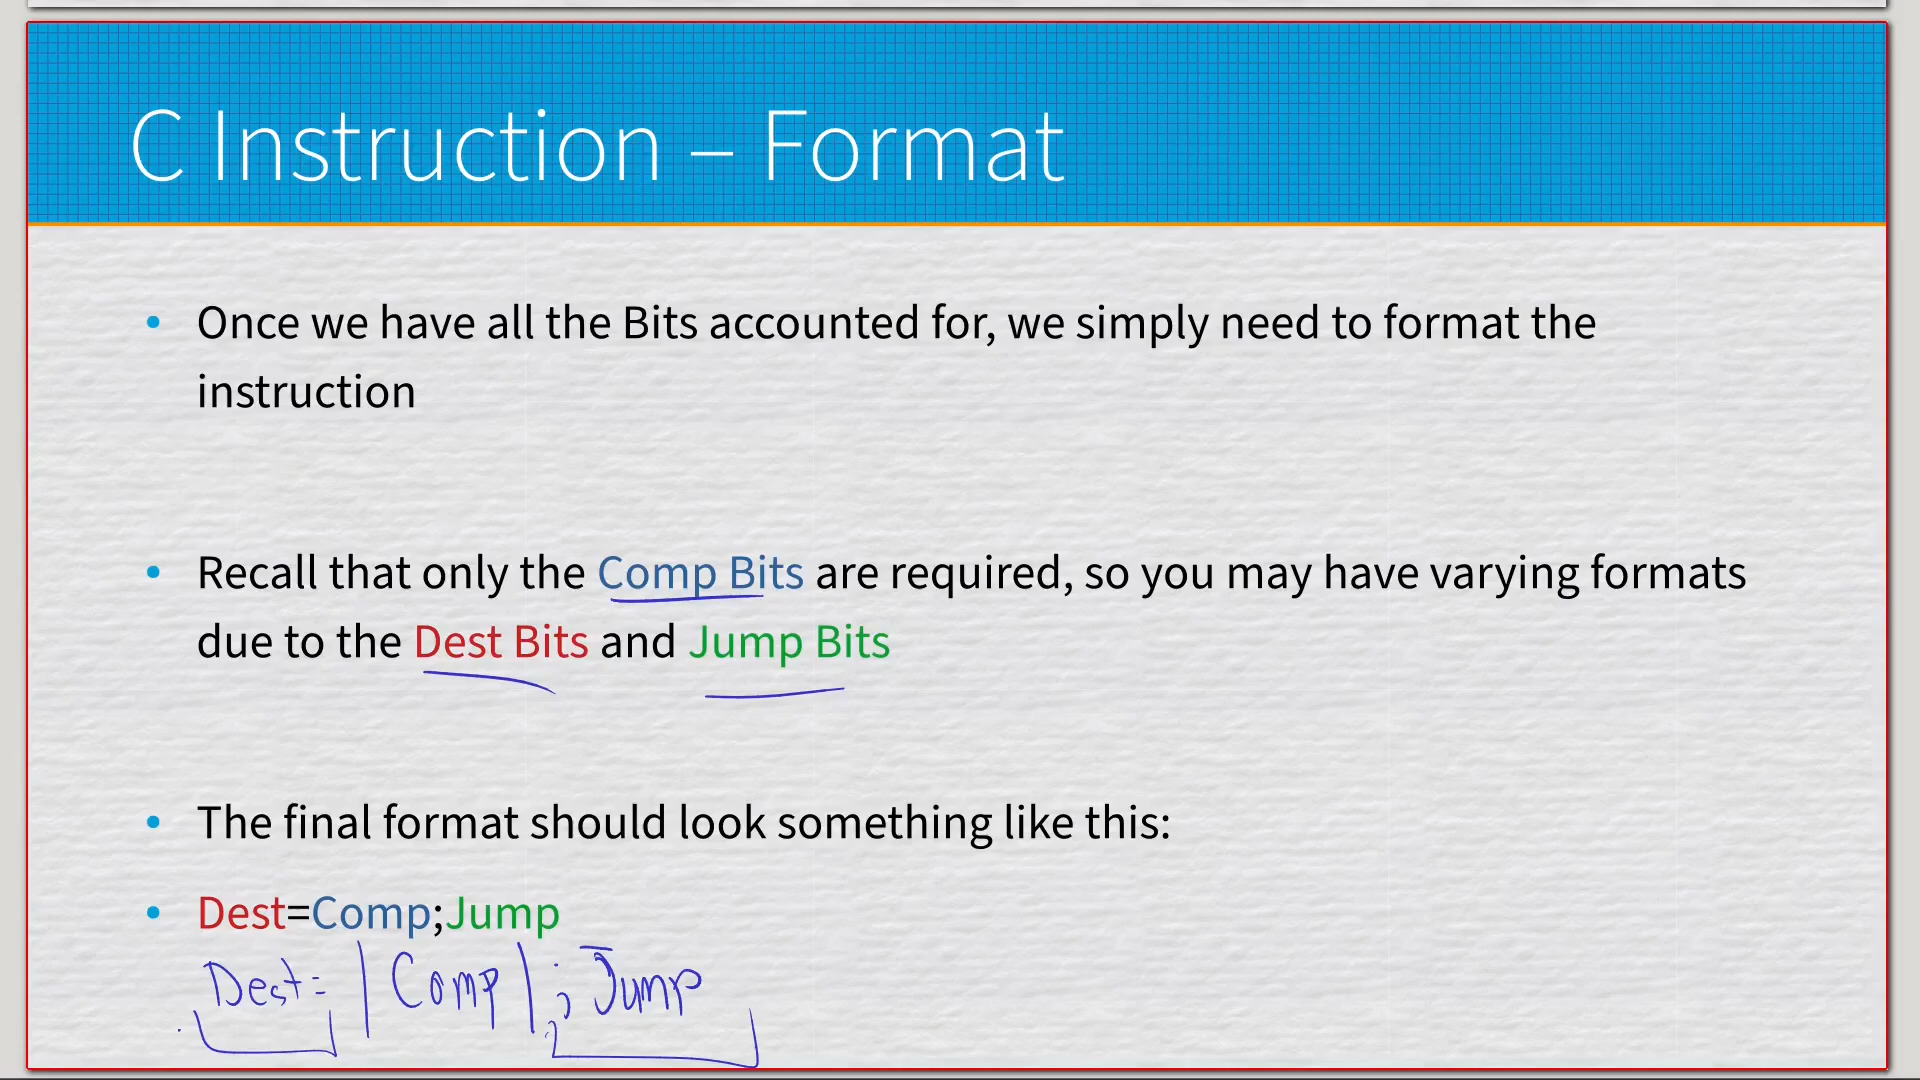 C Instruction – Format
• Once we have all the Bits accounted for, we simply need to format the
instruction
• Recall that only the Comp Bits are required, so you may have varying formats
due to the Dest Bits and Jump Bits
• The final format should look something like this:
• Dest=Comp;Jump
Dest= | Comp | ; Jump